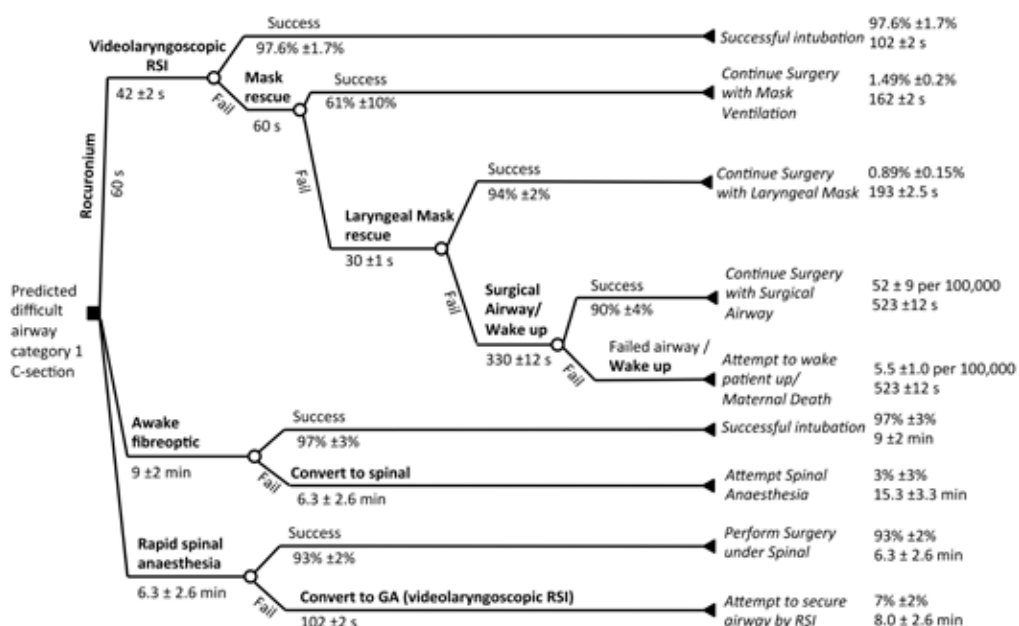 Success
97.6% ±1.7%
Videolaryngoscopic
RSI
97.6% ±1.7%
Successful intubation
102 ±2 s
42 ±2 s
Fail
Mask
rescue
60 s
Success
61% ±10%
Continue Surgery
with Mask
Ventilation
1.49% ±0.2%
162 ±2 s
Rocuronium
60 s
Fail
Success
94% ±2%
Continue Surgery
with Laryngeal Mask
0.89% ±0.15%
193 ±2.5 s
Laryngeal Mask
rescue
30 ±1 s
Fail
Surgical
Airway/
Wake up
330 ±12 s
Success
90% ±4%
Continue Surgery
with Surgical
Airway
52 ± 9 per 100,000
523 ±12 s
Failed airway /
Wake up
Fail
Attempt to wake
patient up/
Maternal Death
5.5 ±1.0 per 100,000
523 ±12 s
Predicted
difficult
airway
category 1
C-section
Awake
fibreoptic
9 ±2 min
Success
97% ±3%
Successful intubation
97% ±3%
9 ±2 min
Fail
Convert to spinal
6.3 ± 2.6 min
Attempt Spinal
Anaesthesia
3% ±3%
15.3 ±3.3 min
Rapid spinal
anaesthesia
6.3 ± 2.6 min
Success
93% ±2%
Perform Surgery
under Spinal
93% ±2%
6.3 ± 2.6 min
Fail
Convert to GA (videolaryngoscopic RSI)
102 ±2 s
Attempt to secure
airway by RSI
7% ±2%
8.0 ± 2.6 min